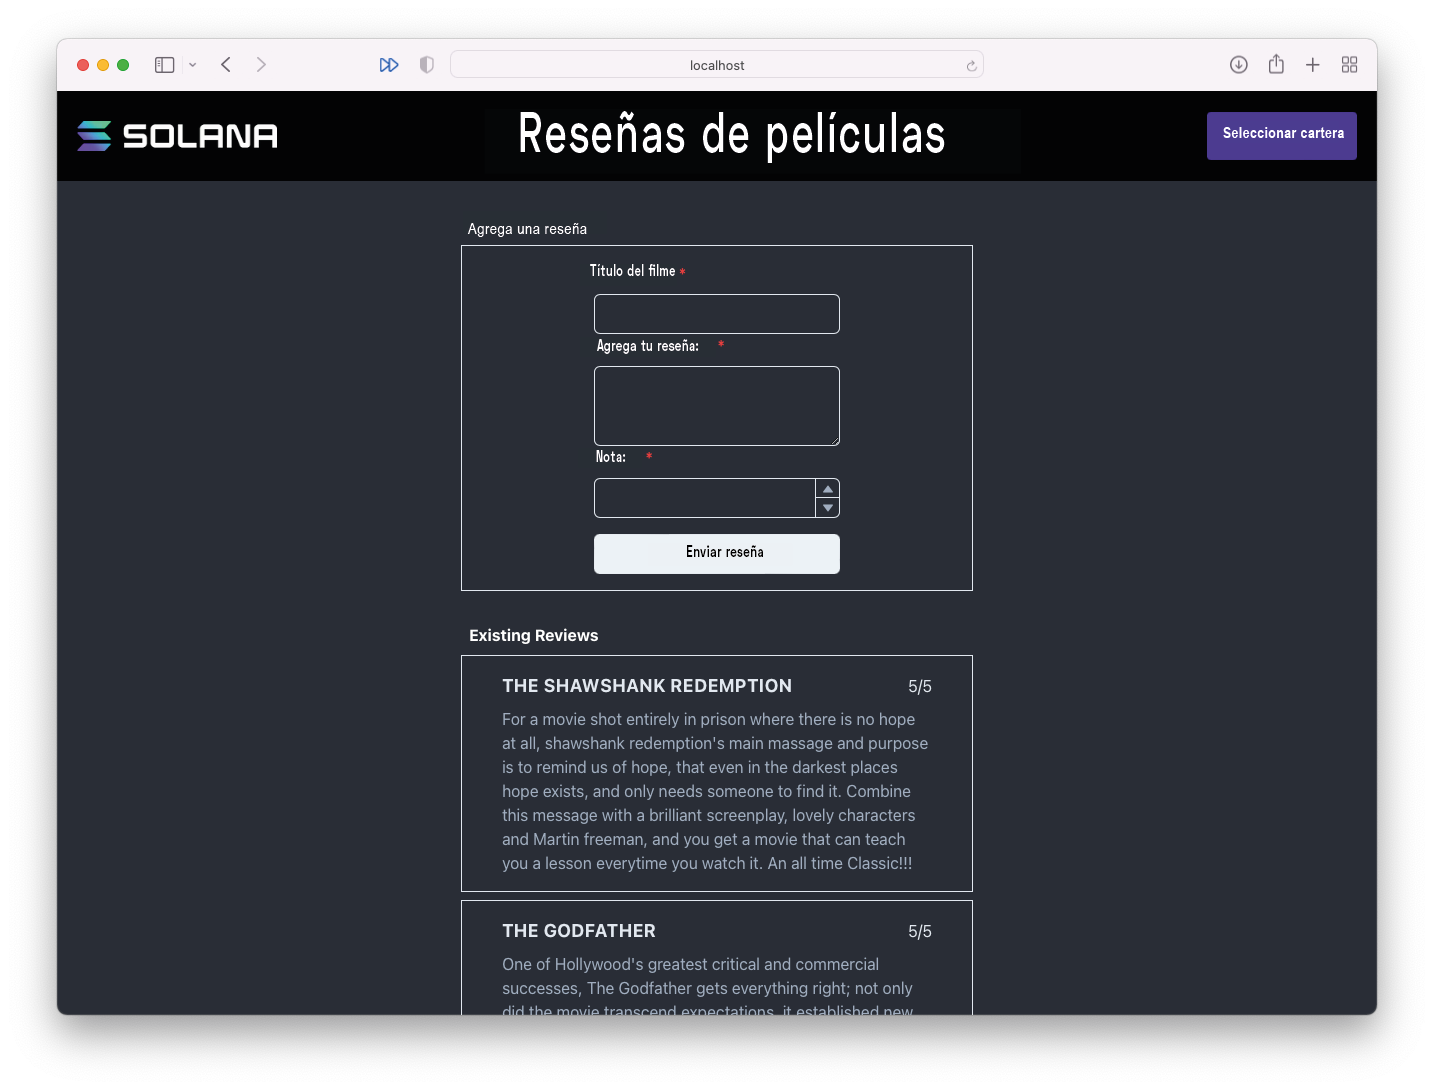 localhost
SOLANA
Reseñas de películas
Seleccionar cartera
Agrega una reseña
Título del filme *
Agrega tu reseña: *
Nota: *
Enviar reseña
Existing Reviews
THE SHAWSHANK REDEMPTION 5/5
For a movie shot entirely in prison where there is no hope
at all, shawshank redemption's main massage and purpose
is to remind us of hope, that even in the darkest places
hope exists, and only needs someone to find it. Combine
this message with a brilliant screenplay, lovely characters
and Martin freeman, and you get a movie that can teach
you a lesson everytime you watch it. An all time Classic!!!
THE GODFATHER 5/5
One of Hollywood's greatest critical and commercial
successes, The Godfather gets everything right; not only
did the movie transcend expectations, it established new